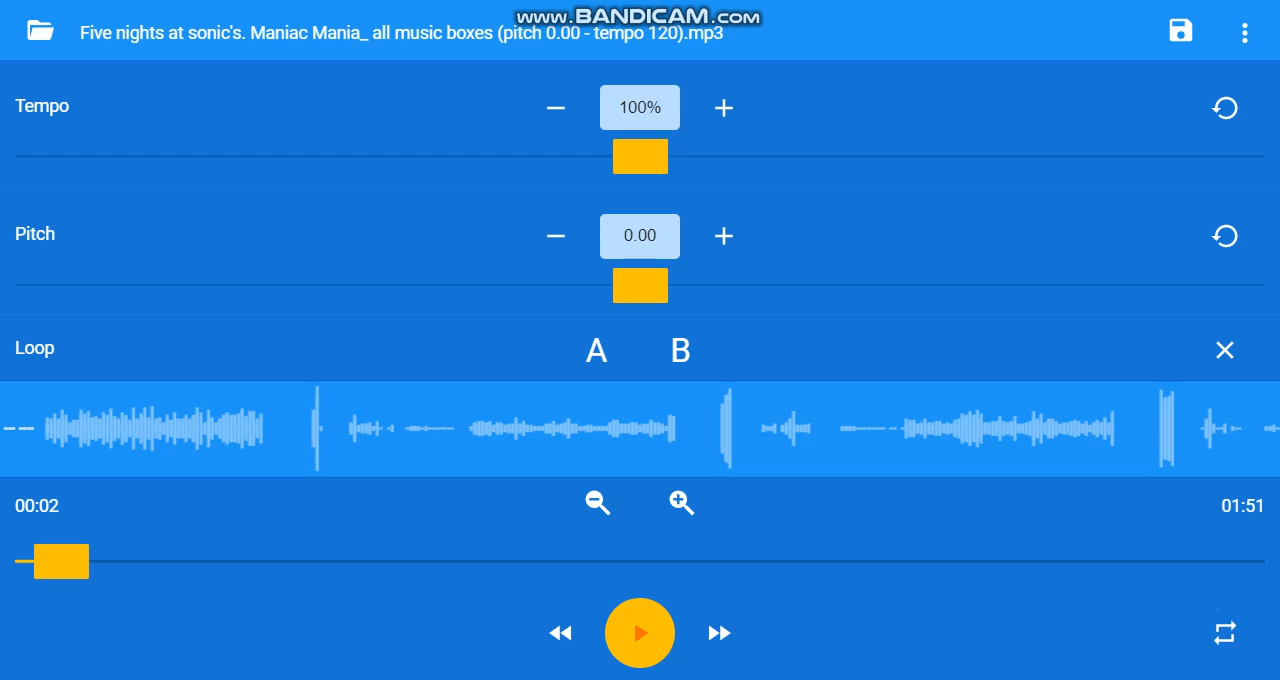 www.BANDICAM.com
Five nights at sonic's. Maniac Mania_ all music boxes (pitch 0.00 - tempo 120).mp3
Tempo
100%
Pitch
0.00
Loop
A B
00:02
01:51